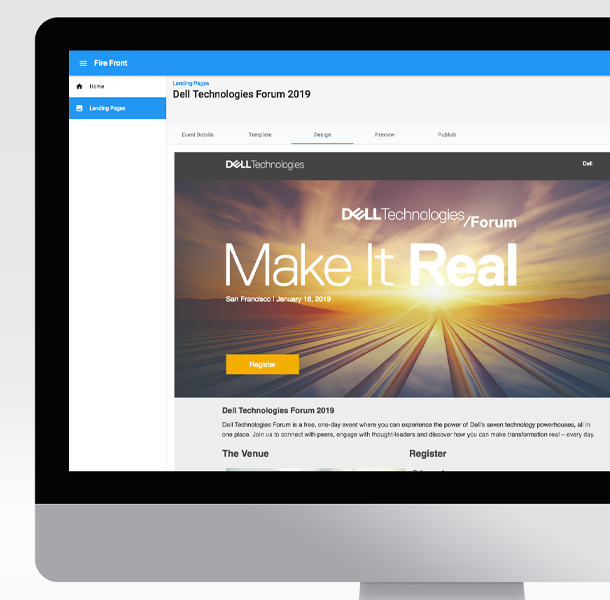 Fire Front
Home
Landing Pages
Landing Pages
Dell Technologies Forum 2019
Event Details Template Design Preview Publish
DELLTechnologies Dell
DELLTechnologies/Forum
Make It Real
San Francisco | January 16, 2019
Register
Dell Technologies Forum 2019
Dell Technologies Forum is a free, one-day event where you can experience the power of Dell's seven technology powerhouses, all in
one place. Join us to connect with peers, engage with thought-leaders and discover how you can make transformation real – every day.
The Venue Register